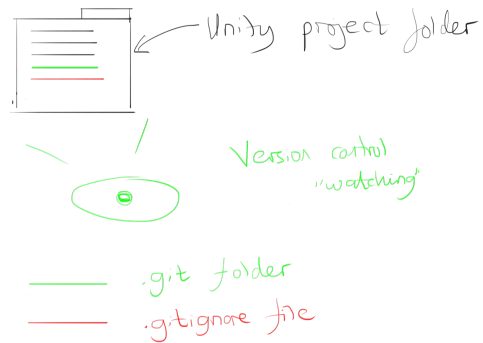 Unity project folder
Version control
"watching"
.git folder
.gitignore file